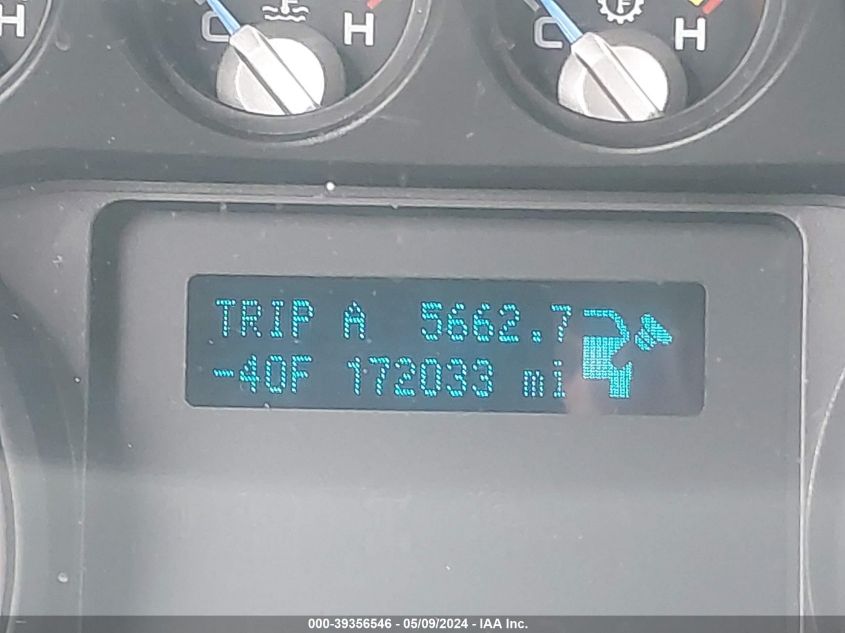 H C H C F H
TRIP A 5662.7
-40F 172033 mi
000-39356546 - 05/09/2024 - IAA Inc.